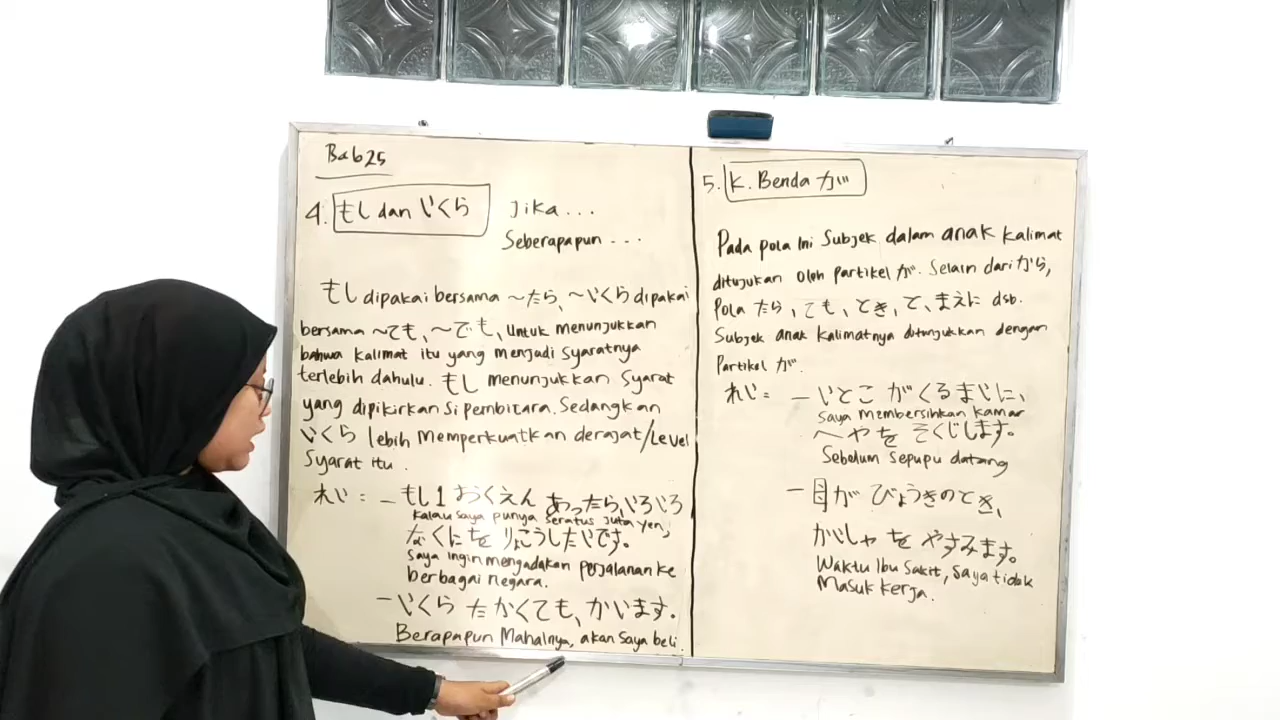 Bab 25
4. もし dan いくら
Jika ...
Seberapapun ...
もし dipakai bersama ~たら, ~いくら dipakai
bersama ~ても、~でも, untuk menunjukkan
bahwa kalimat itu yang menjadi syaratnya
terlebih dahulu. もし menunjukkan syarat
yang dipikirkan si pembicara. Sedangkan
いくら lebih memperkuatkan derajat/level
syarat itu.
れい : - もし 1 おくえん あったら, いろいろ
Kalau saya punya seratus juta yen,
なくにを りょこうしたいです。
saya ingin mengadakan perjalanan ke
berbagai negara.
- いくら たかくても、かいます。
Berapapun Mahalnya, akan saya beli.
5. K. Benda が
Pada pola ini Subjek dalam anak kalimat
ditujukan oleh partikel が. Selain dari から,
Pola たら, ても, とき, と, まえに dsb.
Subjek anak kalimatnya ditunjukkan dengan
Partikel が.
れい : - いとこ がくるまいに、
saya membersihkan kamar
へやを そくじします。
Sebelum sepupu datang
- 母が びょうきのとき,
かいしゃ を やすみます。
Waktu Ibu sakit, saya tidak
Masuk kerja.